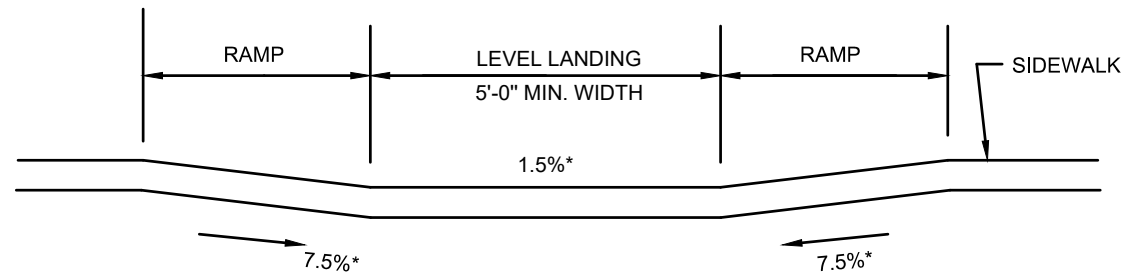 RAMP
LEVEL LANDING
5'-0" MIN. WIDTH
RAMP
SIDEWALK
1.5%*
7.5%*
7.5%*